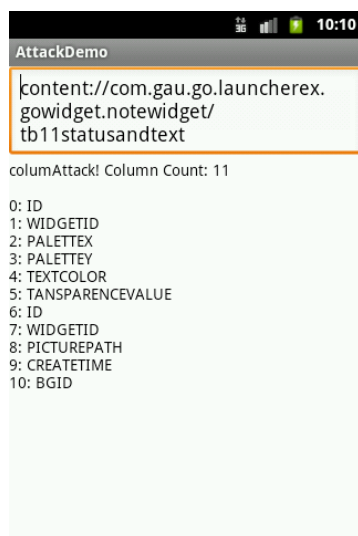 3G 10:10
AttackDemo
content://com.gau.go.launcherex.
gowidget.notewidget/
tb11statusandtext
columAttack! Column Count: 11
0: ID
1: WIDGETID
2: PALETTEX
3: PALETTEY
4: TEXTCOLOR
5: TANSPARENCEVALUE
6: ID
7: WIDGETID
8: PICTUREPATH
9: CREATETIME
10: BGID